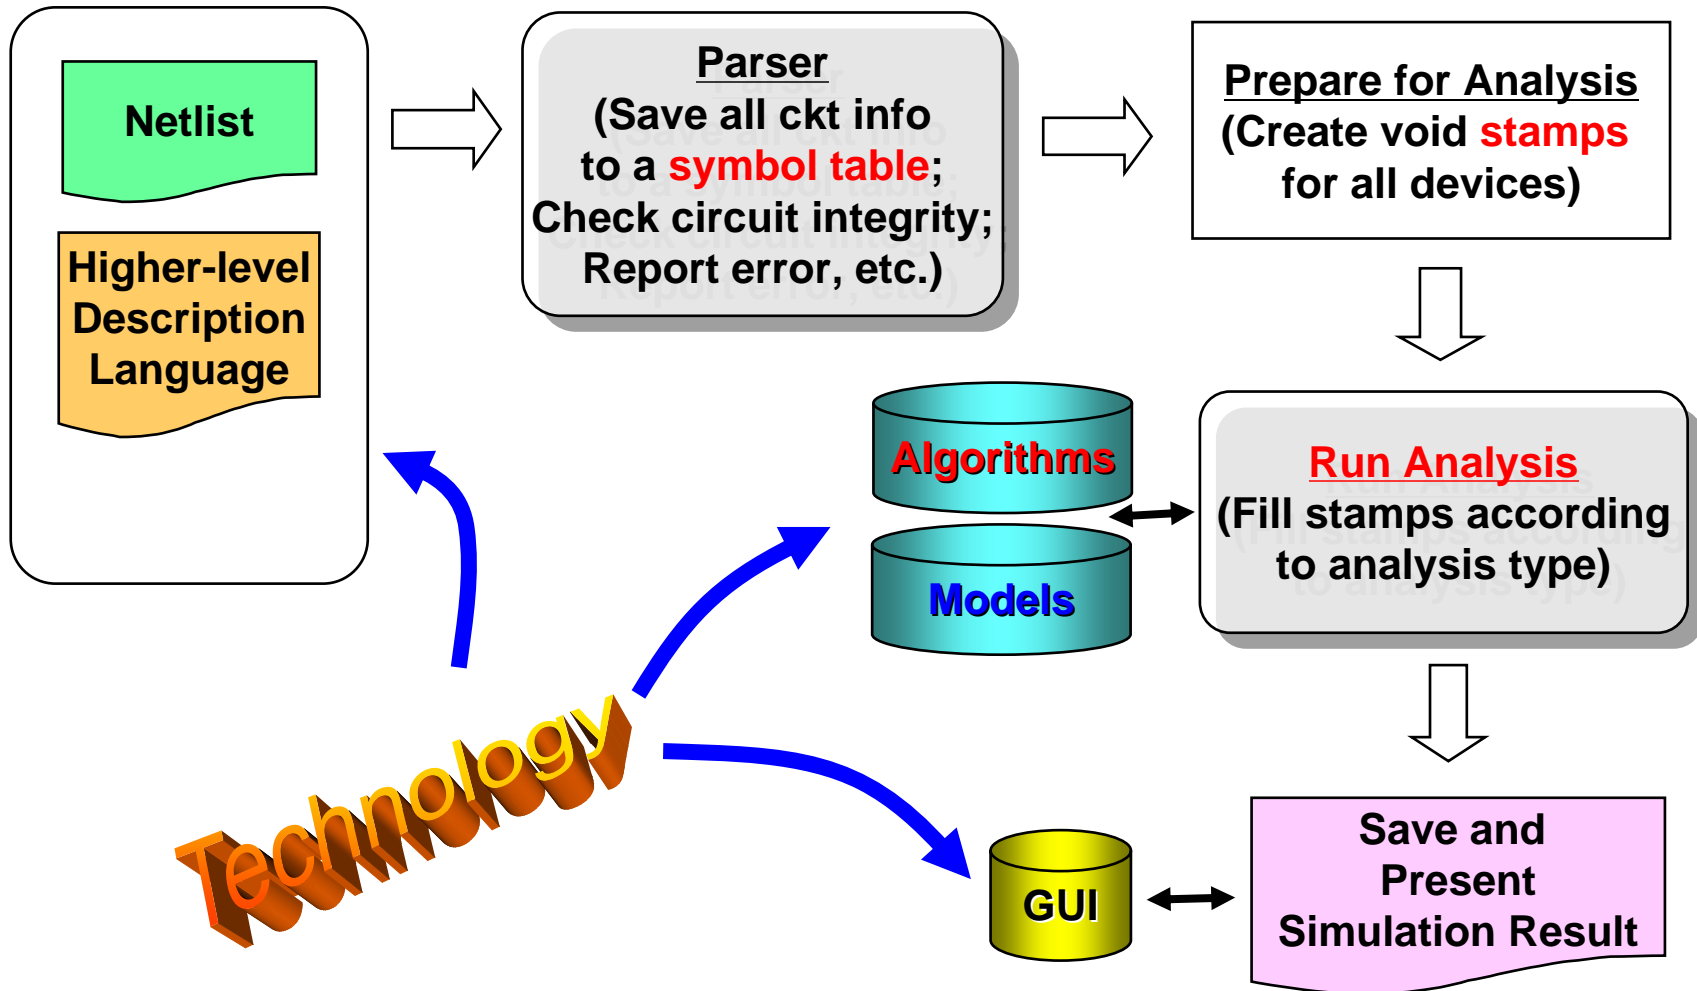 Netlist
Higher-level
Description
Language
Parser
(Save all ckt info
to a symbol table;
Check circuit integrity;
Report error, etc.)
Prepare for Analysis
(Create void stamps
for all devices)
Algorithms
Models
Run Analysis
(Fill stamps according
to analysis type)
Technology
GUI
Save and
Present
Simulation Result